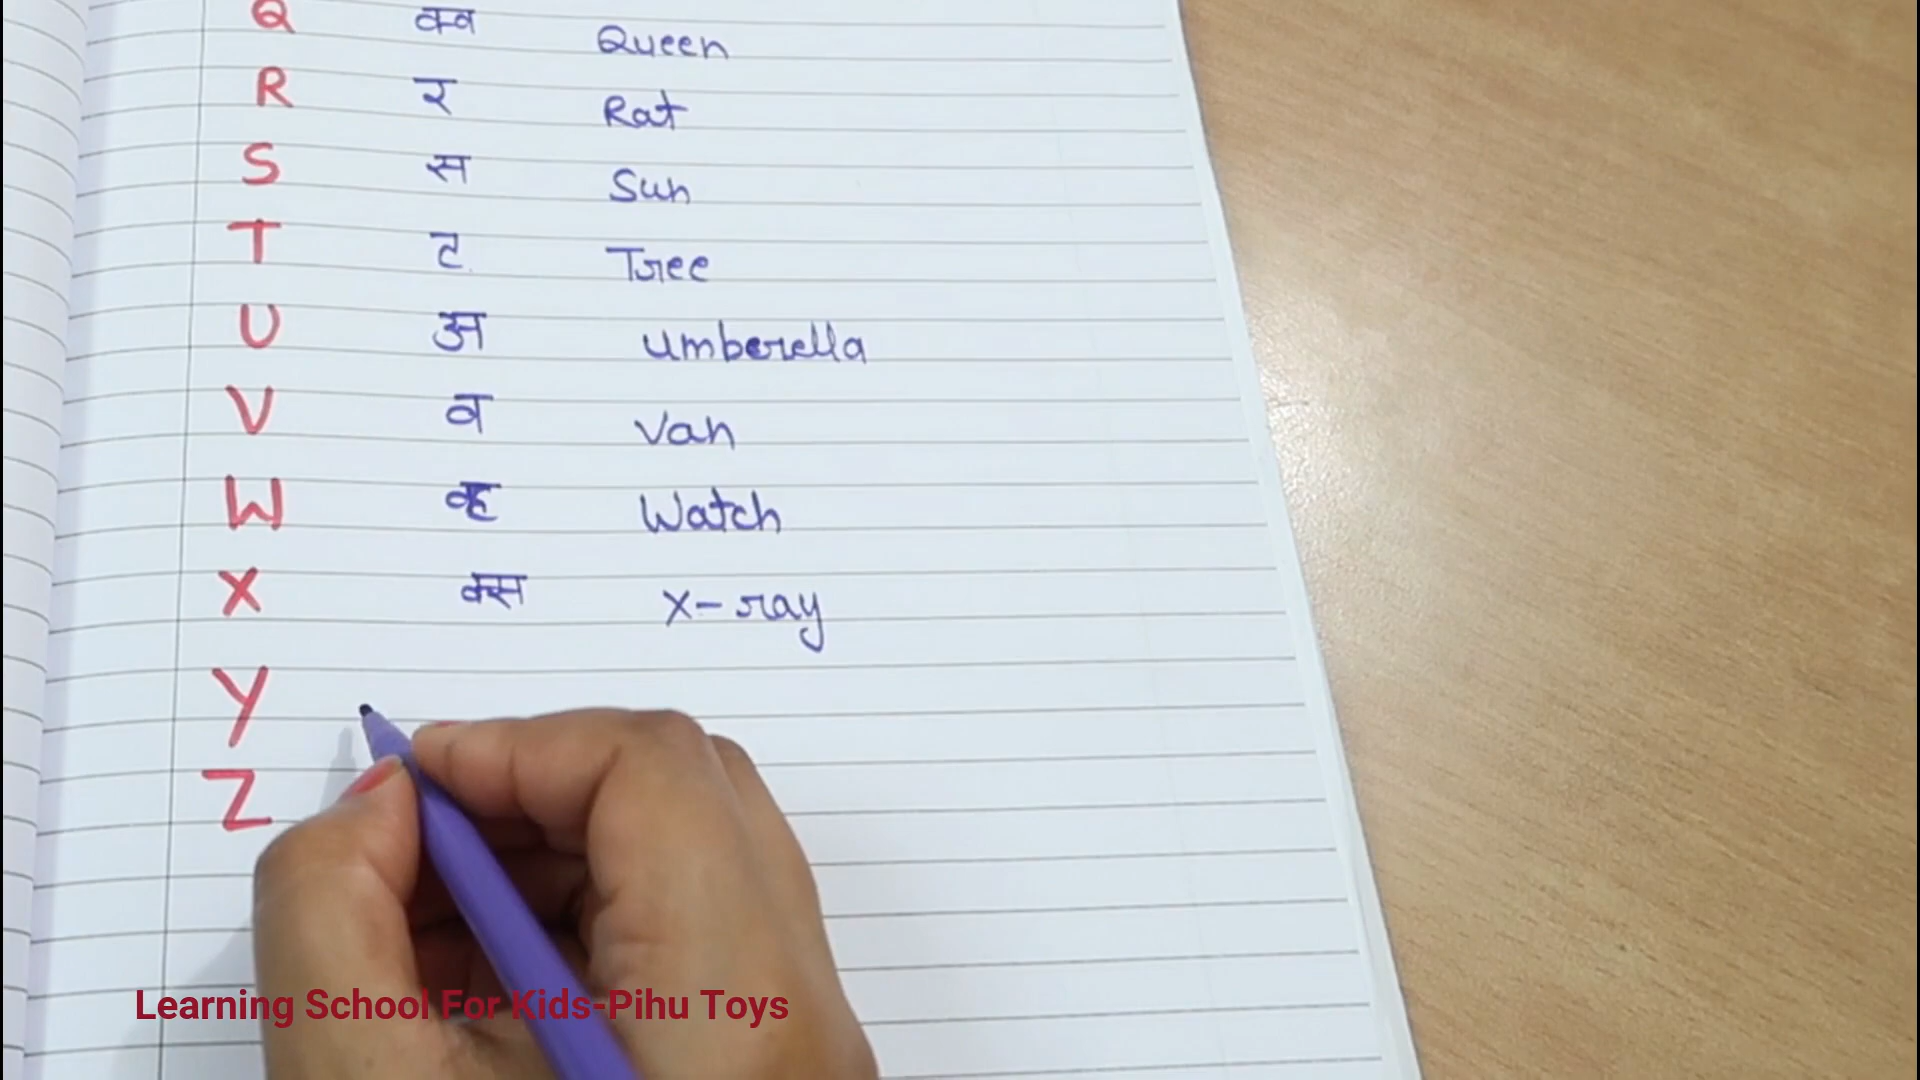 Q क्व Queen
R र Rat
S स Sun
T ट Tree
U अ Umberella
V व Van
W व्ह Watch
X क्स X-ray
Y
Z
Learning School For Kids-Pihu Toys